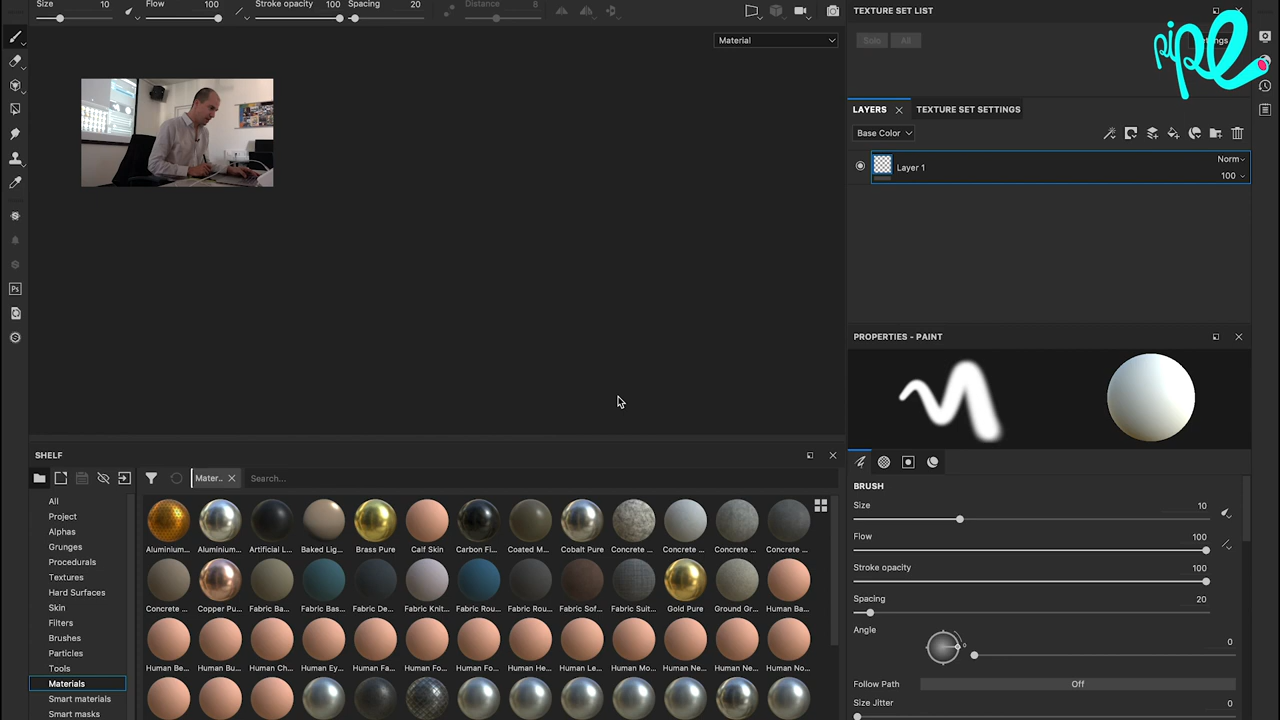 Size 10 Flow 100 Stroke opacity 100 Spacing 20 Distance 8
Material
TEXTURE SET LIST
Solo All
pipe
LAYERS TEXTURE SET SETTINGS
Base Color
Layer 1
Norm
100
PROPERTIES - PAINT
BRUSH
Size 10
Flow 100
Stroke opacity 100
Spacing 20
Angle 0
Follow Path Off
Size Jitter 0
Ps
SHELF
Mater... Search...
All
Project
Alphas
Grunges
Procedurals
Textures
Hard Surfaces
Skin
Filters
Brushes
Particles
Tools
Materials
Smart materials
Smart masks
Aluminium... Aluminium... Artificial L... Baked Lig... Brass Pure Calf Skin Carbon Fi... Coated M... Cobalt Pure Concrete ... Concrete ... Concrete ... Concrete ...
Concrete ... Copper Pu... Fabric Bas... Fabric Bas... Fabric De... Fabric Knit... Fabric Rou... Fabric Rou... Fabric Sof... Fabric Suit... Gold Pure Ground Gr... Human Ba...
Human Be... Human Bu... Human Ch... Human Ey... Human Fa... Human Fo... Human Fo... Human He... Human Le... Human Mo... Human Ne... Human Ne... Human No...